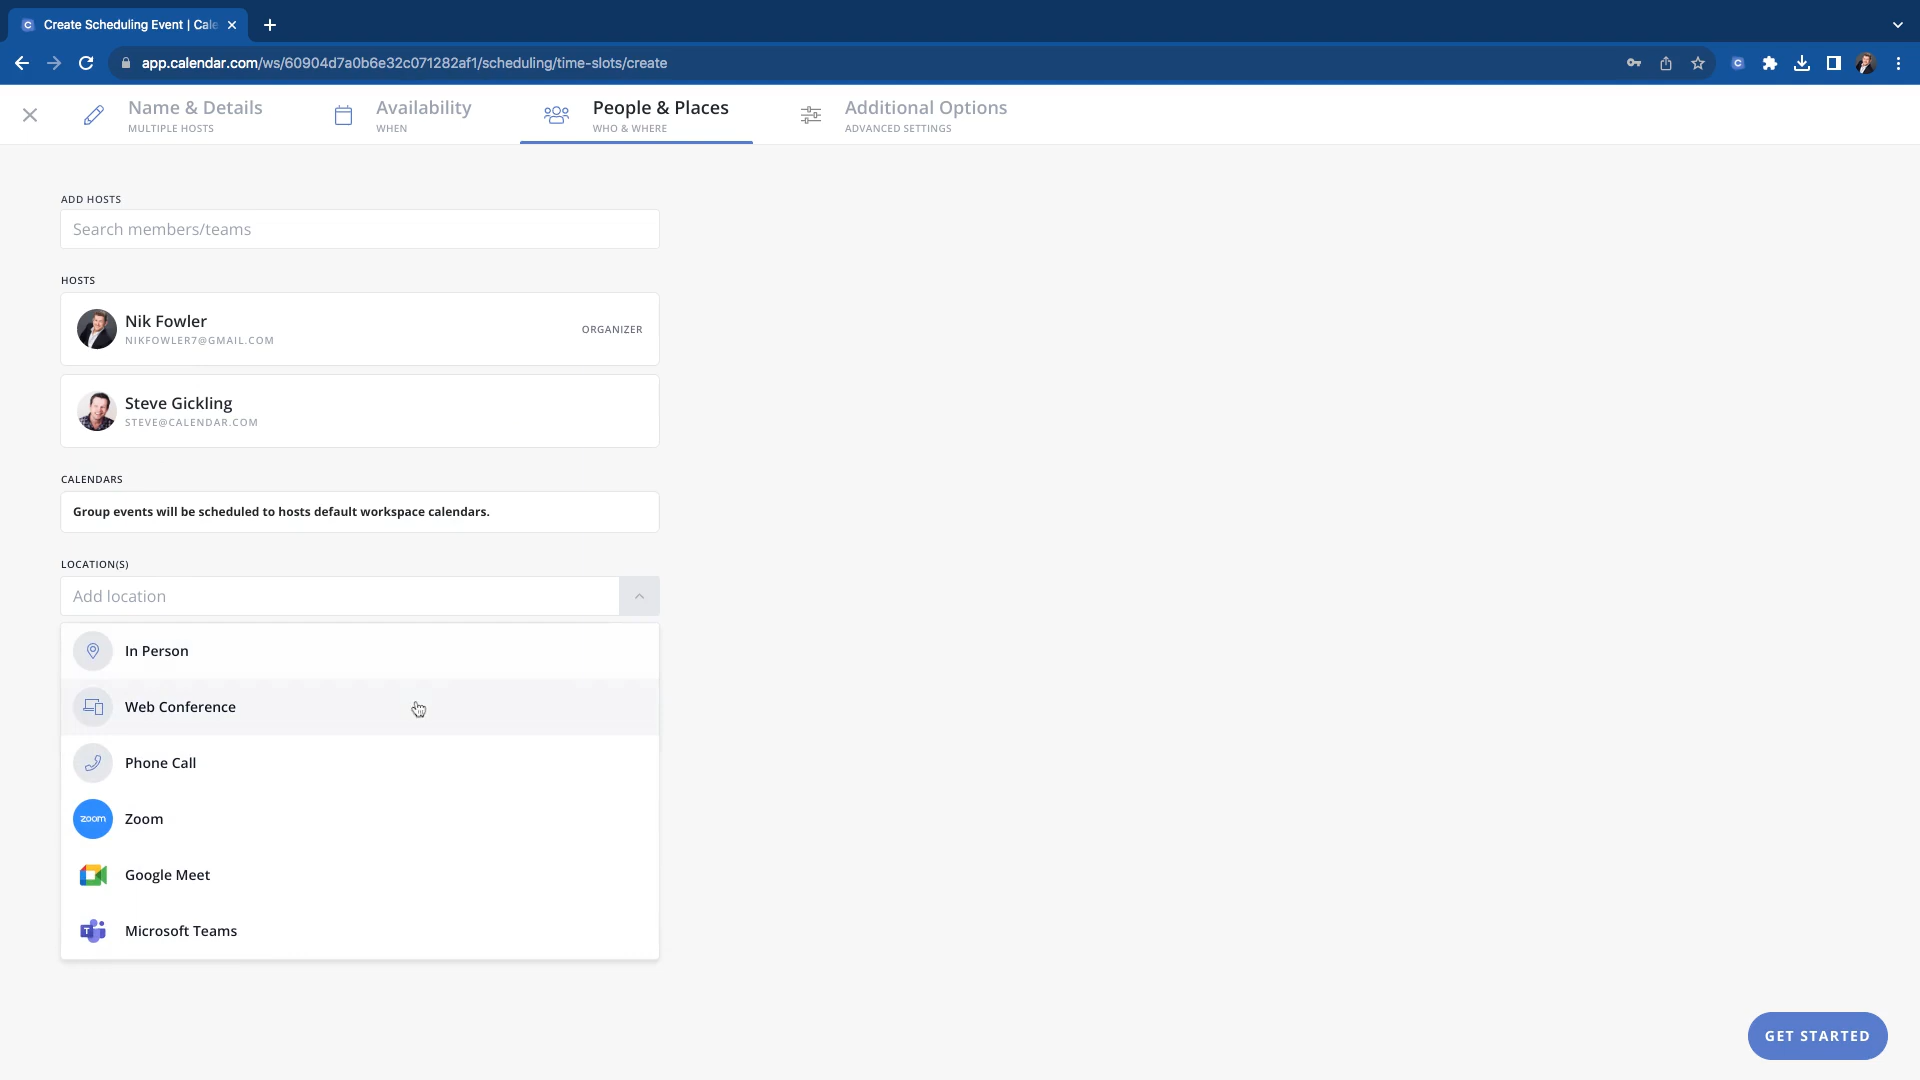 Create Scheduling Event | Cale
app.calendar.com/ws/60904d7a0b6e32c071282af1/scheduling/time-slots/create
Name & Details
MULTIPLE HOSTS
Availability
WHEN
People & Places
WHO & WHERE
Additional Options
ADVANCED SETTINGS
ADD HOSTS
Search members/teams
HOSTS
Nik Fowler
NIKFOWLER7@GMAIL.COM
ORGANIZER
Steve Gickling
STEVE@CALENDAR.COM
CALENDARS
Group events will be scheduled to hosts default workspace calendars.
LOCATION(S)
Add location
In Person
Web Conference
Phone Call
zoom Zoom
Google Meet
Microsoft Teams
GET STARTED